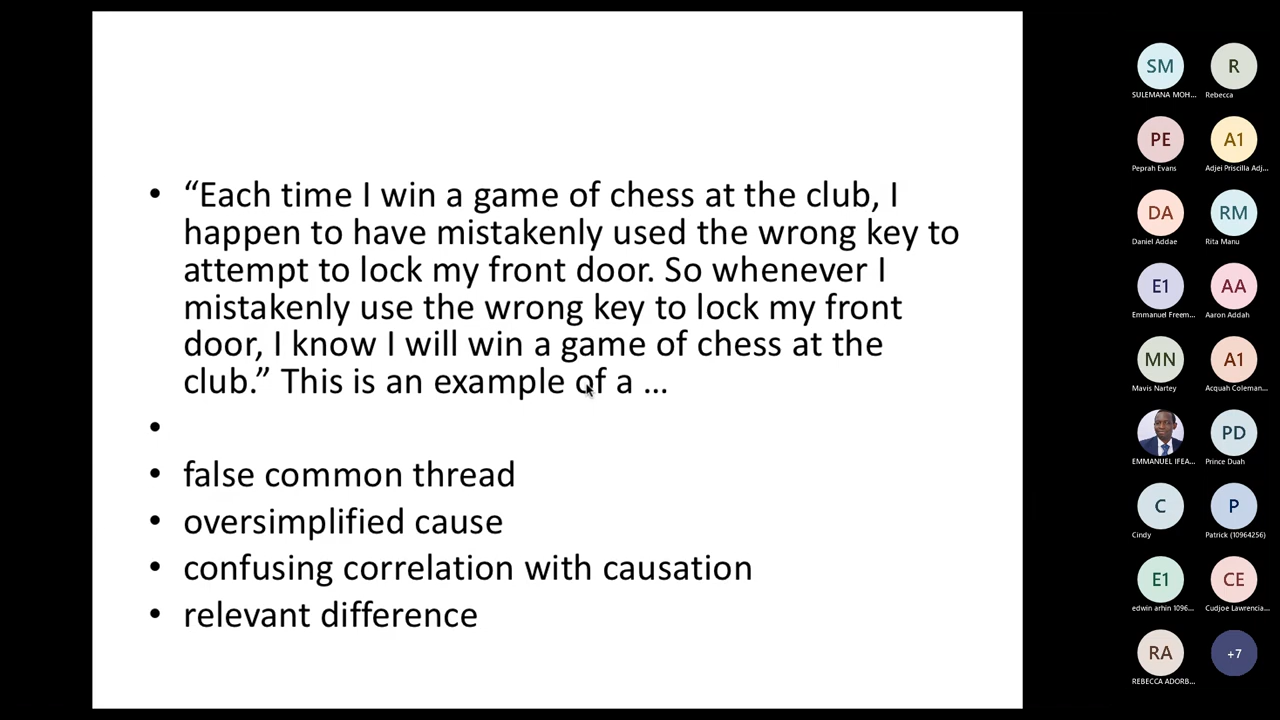 • “Each time I win a game of chess at the club, I
happen to have mistakenly used the wrong key to
attempt to lock my front door. So whenever I
mistakenly use the wrong key to lock my front
door, I know I will win a game of chess at the
club.” This is an example of a ...
•
• false common thread
• oversimplified cause
• confusing correlation with causation
• relevant difference
SM R
SULEMANA MOH... Rebecca
PE A1
Peprah Evans Adjei Priscilla Adj...
DA RM
Daniel Addae Rita Manu
E1 AA
Emmanuel Freem... Aaron Addah
MN A1
Mavis Nartey Acquah Coleman...
PD
EMMANUEL IFEA... Prince Duah
C P
Cindy Patrick (10964256)
E1 CE
edwin arhin 1096... Cudjoe Lawrencia...
RA +7
REBECCA ADORB...